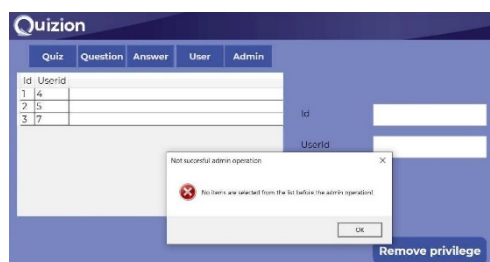 Quizion
Quiz Question Answer User Admin
Id Userid
1 4
2 5
3 7
Id
UserId
Not succesful admin operation
No items are selected from the list before the admin operation!
OK
Remove privilege